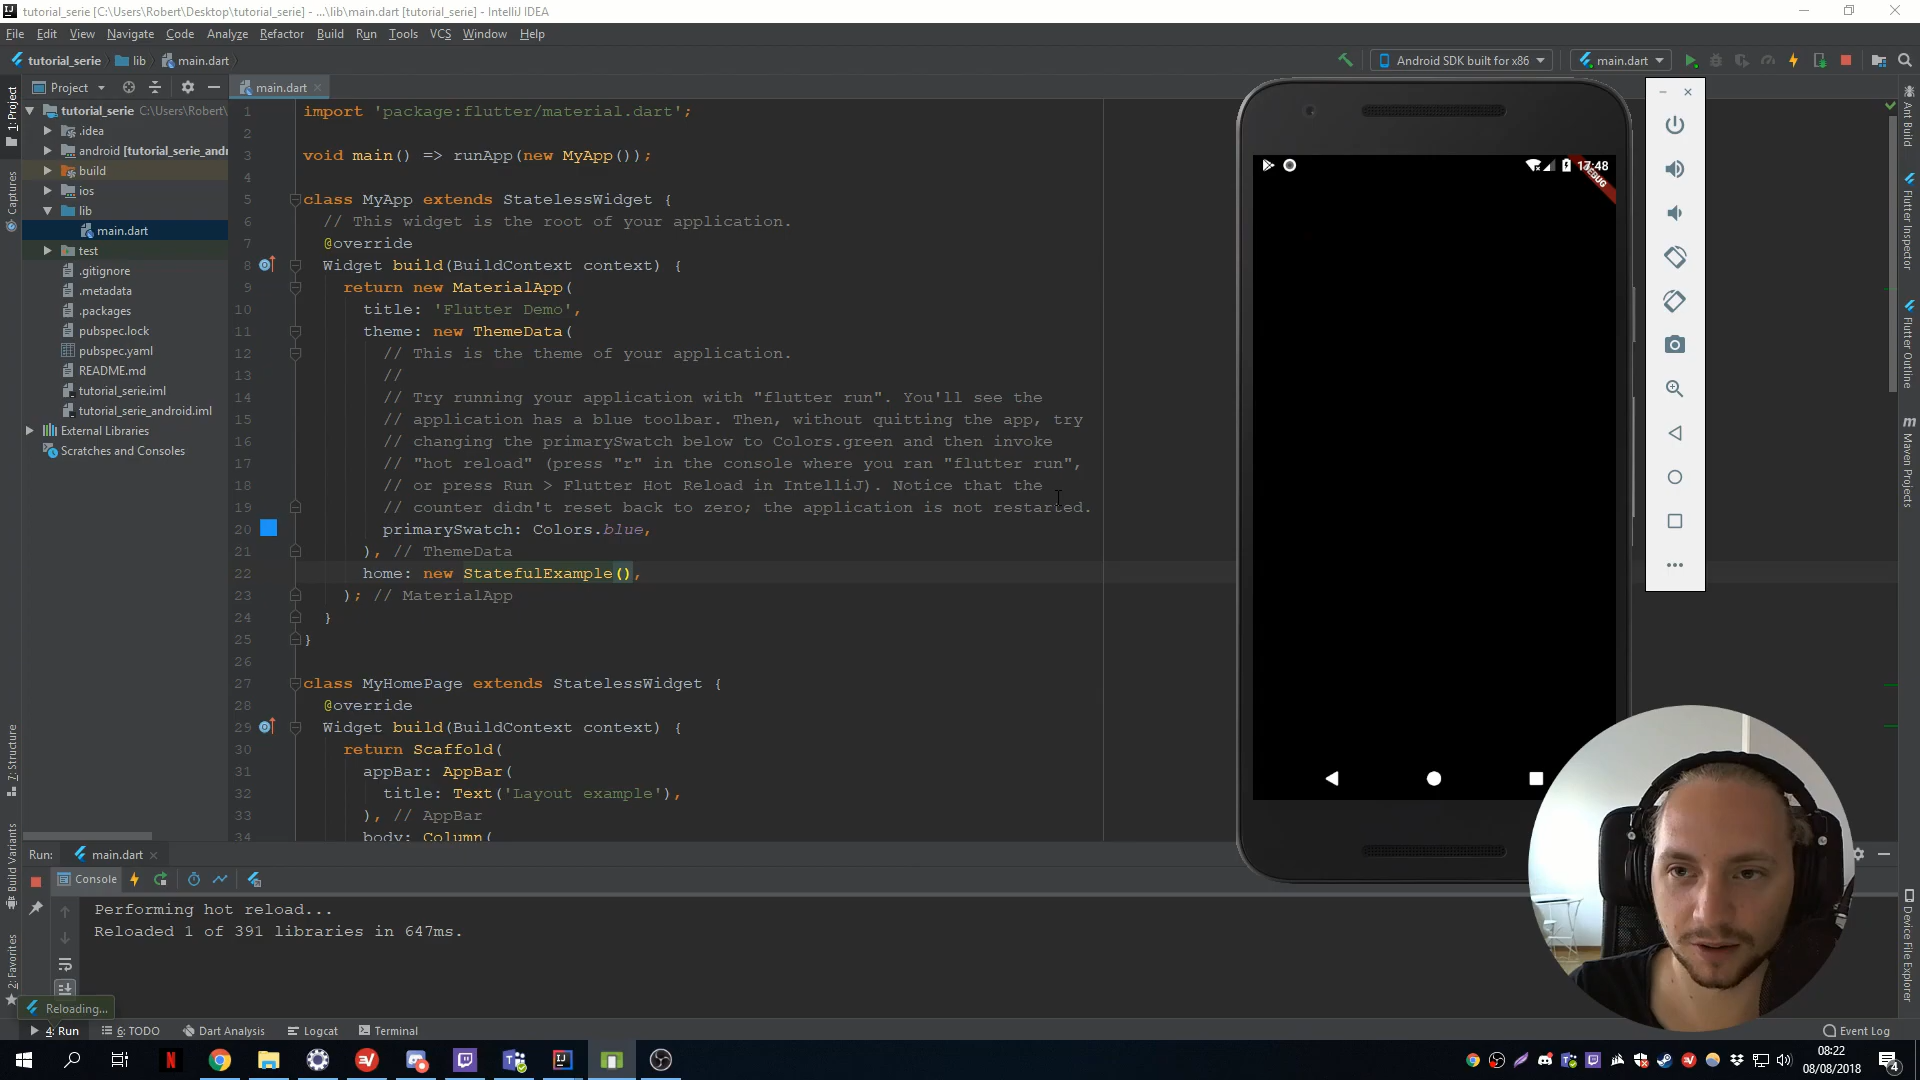 tutorial_serie [C:\Users\Robert\Desktop\tutorial_serie] - ...\lib\main.dart [tutorial_serie] - IntelliJ IDEA
File Edit View Navigate Code Analyze Refactor Build Run Tools VCS Window Help
tutorial_serie lib main.dart
Android SDK built for x86 main.dart
Project
main.dart
1: Project
Captures
7: Structure
Build Variants
2: Favorites
tutorial_serie C:\Users\Robert\
.idea
android [tutorial_serie_andr
build
ios
lib
main.dart
test
.gitignore
.metadata
.packages
pubspec.lock
pubspec.yaml
README.md
tutorial_serie.iml
tutorial_serie_android.iml
External Libraries
Scratches and Consoles
1 import 'package:flutter/material.dart';
2
3 void main() => runApp(new MyApp());
4
5 class MyApp extends StatelessWidget {
6 // This widget is the root of your application.
7 @override
8 Widget build(BuildContext context) {
9 return new MaterialApp(
10 title: 'Flutter Demo',
11 theme: new ThemeData(
12 // This is the theme of your application.
13 //
14 // Try running your application with "flutter run". You'll see the
15 // application has a blue toolbar. Then, without quitting the app, try
16 // changing the primarySwatch below to Colors.green and then invoke
17 // "hot reload" (press "r" in the console where you ran "flutter run",
18 // or press Run > Flutter Hot Reload in IntelliJ). Notice that the
19 // counter didn't reset back to zero; the application is not restarted.
20 primarySwatch: Colors.blue,
21 ), // ThemeData
22 home: new StatefulExample(),
23 ); // MaterialApp
24 }
25 }
26
27 class MyHomePage extends StatelessWidget {
28 @override
29 Widget build(BuildContext context) {
30 return Scaffold(
31 appBar: AppBar(
32 title: Text('Layout example'),
33 ), // AppBar
34 body: Column(
17:48
DEBUG
Ant Build
Flutter Inspector
Flutter Outline
Maven Projects
Device File Explorer
Run: main.dart
Console
Performing hot reload...
Reloaded 1 of 391 libraries in 647ms.
Reloading...
4: Run 6: TODO Dart Analysis Logcat Terminal Event Log
08:22
08/08/2018
4